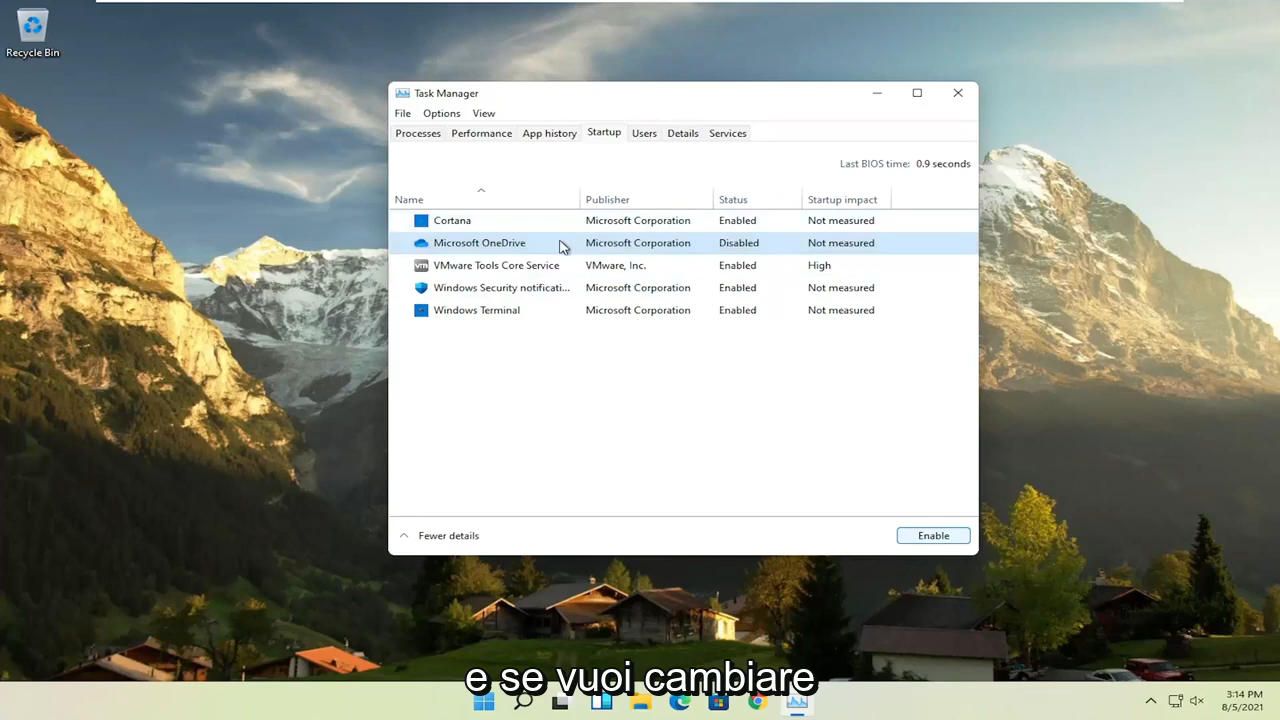 Recycle Bin
Task Manager
File Options View
Processes Performance App history Startup Users Details Services
Last BIOS time: 0.9 seconds
Name Publisher Status Startup impact
Cortana Microsoft Corporation Enabled Not measured
Microsoft OneDrive Microsoft Corporation Disabled Not measured
vm VMware Tools Core Service VMware, Inc. Enabled High
Windows Security notificati... Microsoft Corporation Enabled Not measured
Windows Terminal Microsoft Corporation Enabled Not measured
Fewer details Enable
e se vuoi cambiare
3:14 PM
8/5/2021